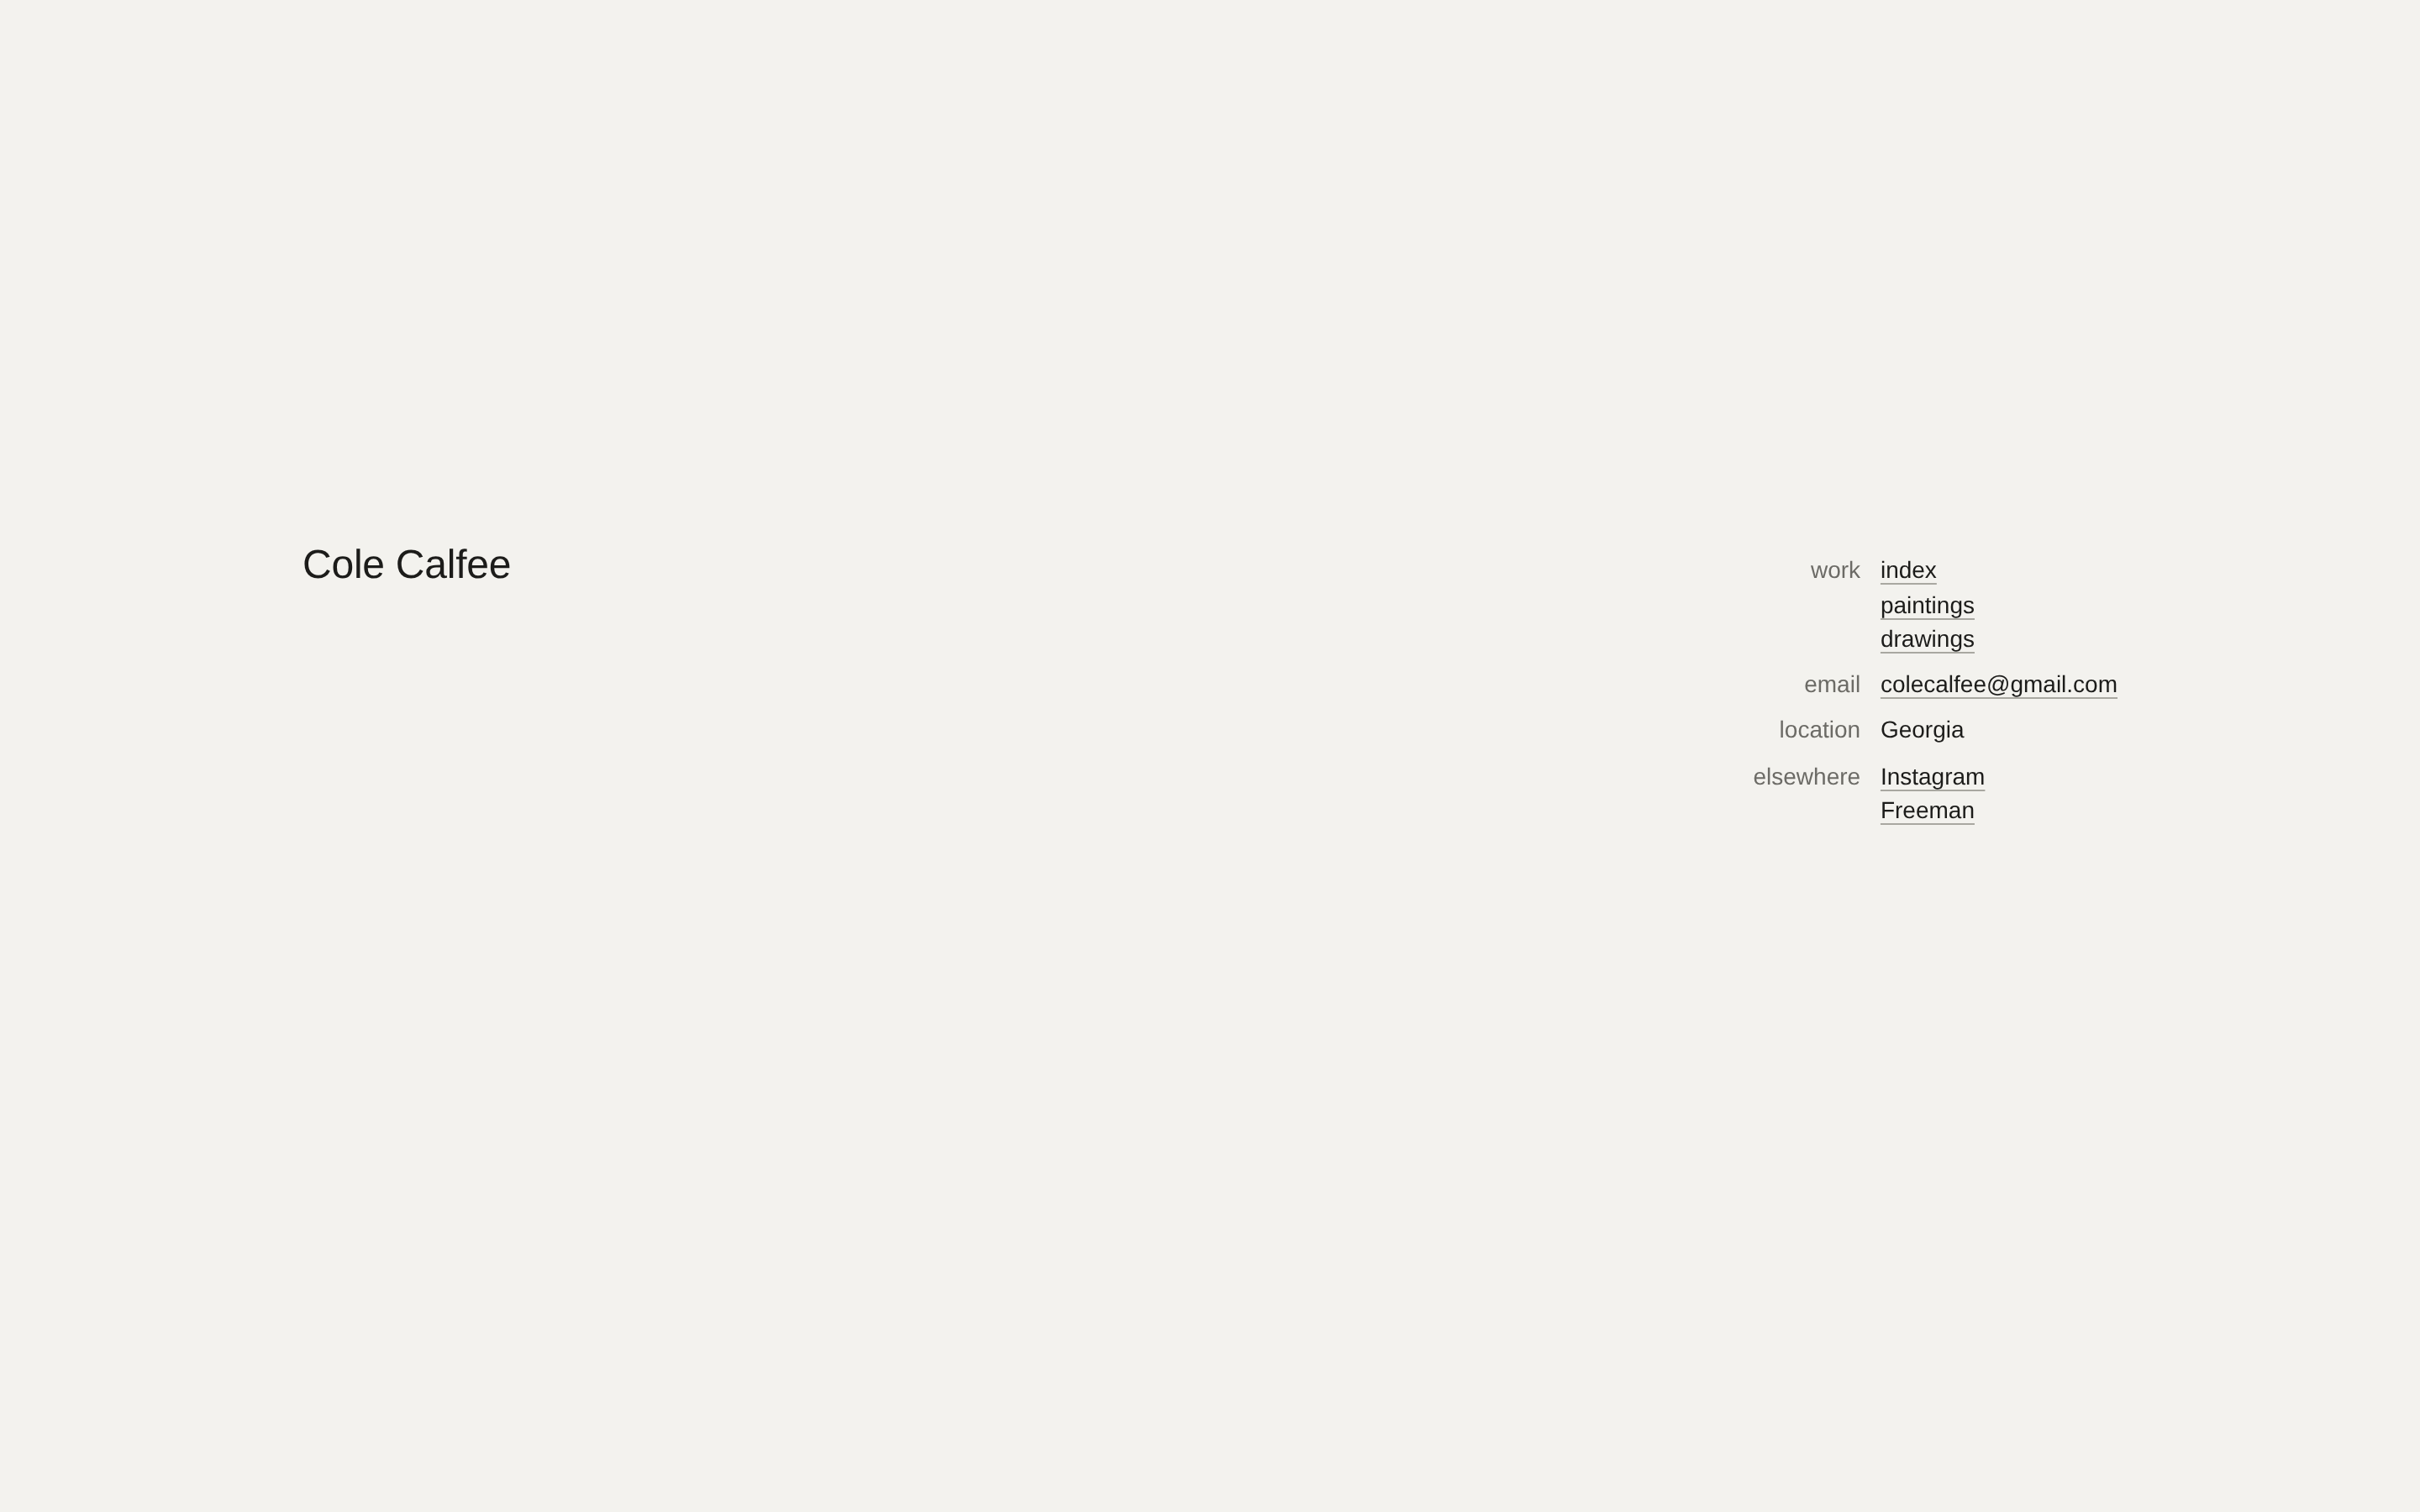 Cole Calfee
work index
paintings
drawings
email colecalfee@gmail.com
location Georgia
elsewhere Instagram
Freeman